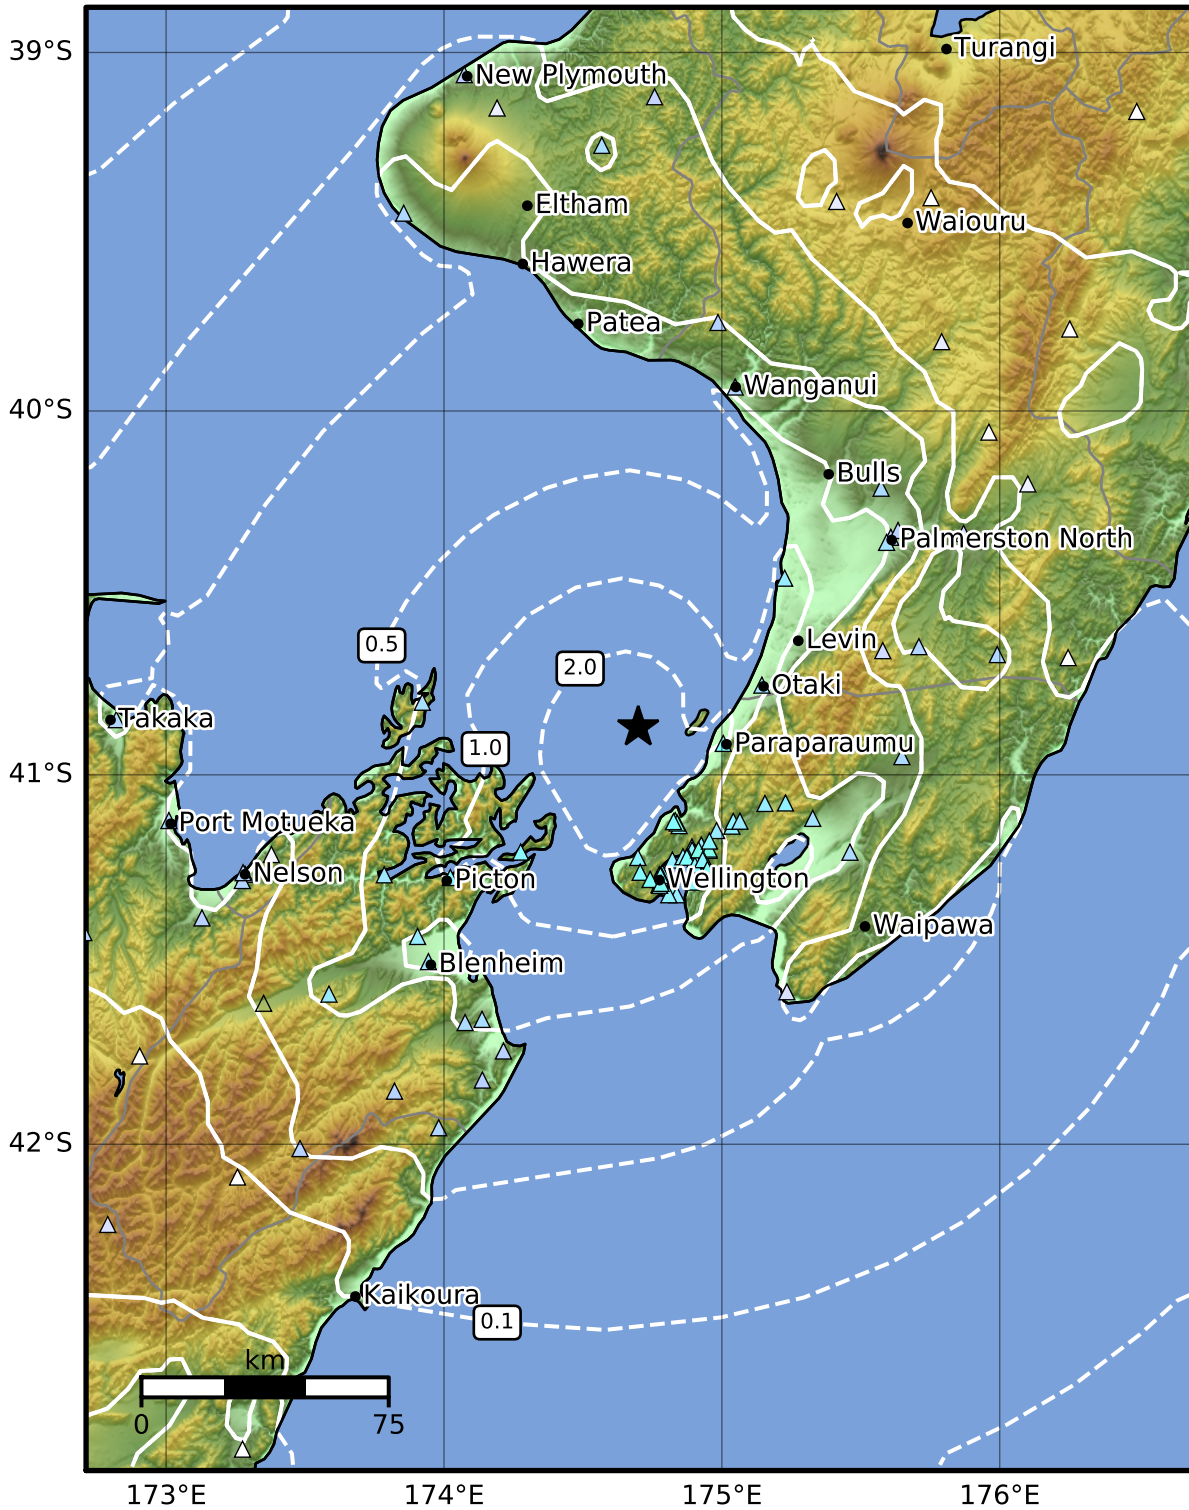 39°S
Turangi
New Plymouth
Eltham
Waiouru
Hawera
Patea
Wanganui
40°S
Bulls
Palmerston North
0.5
Levin
2.0
Otaki
Takaka
1.0
Paraparaumu
41°S
Port Motueka
Nelson
Picton
Wellington
Waipawa
Blenheim
42°S
Kaikoura
0.1
km
0
75
173°E
174°E
175°E
176°E